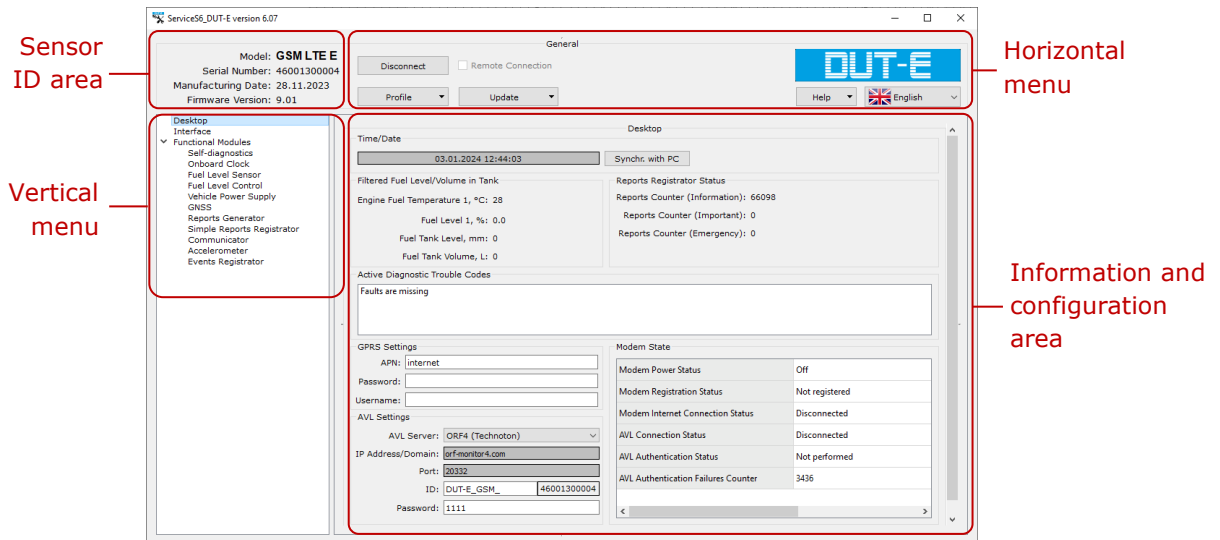 ServiceS6_DUT-E version 6.07
Sensor
ID area
Model: GSM LTE E
Serial Number: 46001300004
Manufacturing Date: 28.11.2023
Firmware Version: 9.01
General
Disconnect
Remote Connection
DUT-E
Profile
Update
Help
English
Horizontal
menu
Vertical
menu
Desktop
Interface
Functional Modules
Self-diagnostics
Onboard Clock
Fuel Level Sensor
Fuel Level Control
Vehicle Power Supply
GNSS
Reports Generator
Simple Reports Registrator
Communicator
Accelerometer
Events Registrator
Desktop
Time/Date
03.01.2024 12:44:03
Synchr. with PC
Filtered Fuel Level/Volume in Tank
Engine Fuel Temperature 1, °C: 28
Fuel Level 1, %: 0.0
Fuel Tank Level, mm: 0
Fuel Tank Volume, L: 0
Reports Registrator Status
Reports Counter (Information): 66098
Reports Counter (Important): 0
Reports Counter (Emergency): 0
Active Diagnostic Trouble Codes
Faults are missing
GPRS Settings
APN: internet
Password:
Username:
AVL Settings
AVL Server: ORF4 (Technoton)
IP Address/Domain: orf-monitor4.com
Port: 20332
ID: DUT-E_GSM_ 46001300004
Password: 1111
Modem State
Modem Power Status Off
Modem Registration Status Not registered
Modem Internet Connection Status Disconnected
AVL Connection Status Disconnected
AVL Authentication Status Not performed
AVL Authentication Failures Counter 3436
Information and
configuration
area